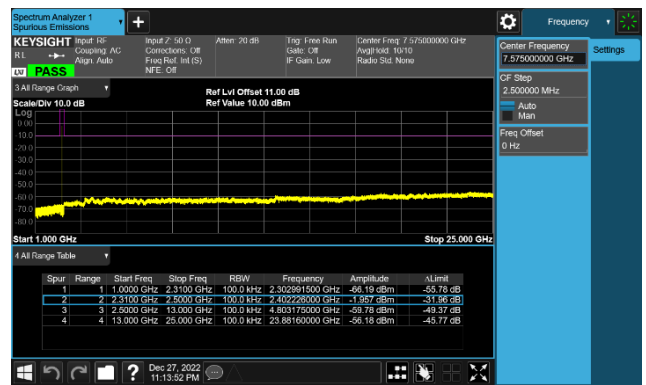 Spectrum Analyzer 1
Spurious Emissions
+
Frequency
KEYSIGHT Input: RF
R L
Coupling: AC
Align: Auto
LXI PASS
Input Z: 50 Ω
Corrections: Off
Freq Ref: Int (S)
NFE: Off
Atten: 20 dB
Trig: Free Run
Gate: Off
IF Gain: Low
Center Freq: 7.575000000 GHz
Avg|Hold: 10/10
Radio Std: None
Center Frequency
7.575000000 GHz
Settings
CF Step
2.500000 MHz
Auto
Man
Freq Offset
0 Hz
3 All Range Graph
Scale/Div 10.0 dB
Ref Lvl Offset 11.00 dB
Ref Value 10.00 dBm
Log
0.00
-10.0
-20.0
-30.0
-40.0
-50.0
-60.0
-70.0
-80.0
Start 1.000 GHz
Stop 25.000 GHz
4 All Range Table
Spur Range Start Freq Stop Freq RBW Frequency Amplitude ΔLimit
1 1 1.0000 GHz 2.3100 GHz 100.0 kHz 2.302991500 GHz -66.19 dBm -55.78 dB
2 2 2.3100 GHz 2.5000 GHz 100.0 kHz 2.402226000 GHz -1.957 dBm -31.96 dB
3 3 2.5000 GHz 13.000 GHz 100.0 kHz 4.803175000 GHz -59.78 dBm -49.37 dB
4 4 13.000 GHz 25.000 GHz 100.0 kHz 23.88160000 GHz -56.18 dBm -45.77 dB
?
Dec 27, 2022
11:13:52 PM